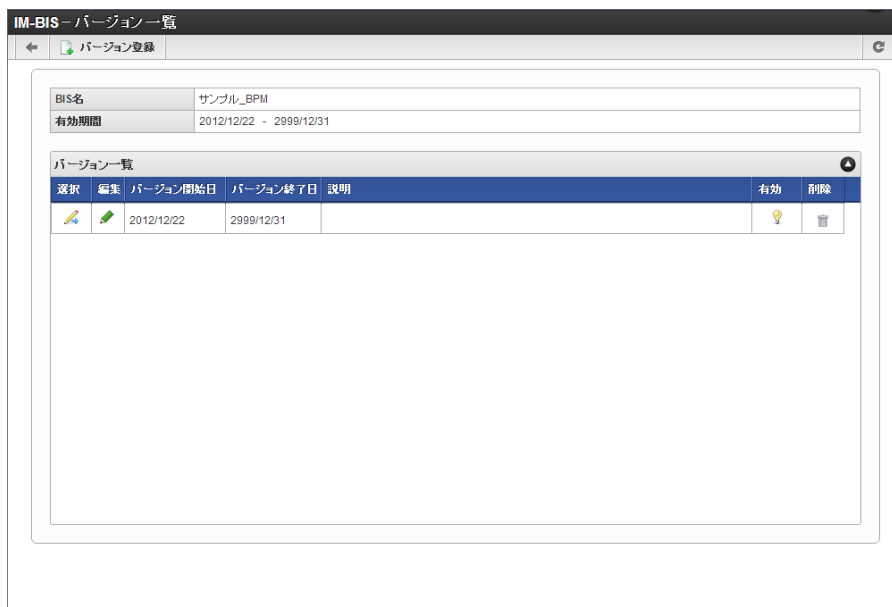 IM-BIS－バージョン一覧
バージョン登録
BIS名 サンプル_BPM
有効期間 2012/12/22 - 2999/12/31
バージョン一覧
選択 編集 バージョン開始日 バージョン終了日 説明 有効 削除
2012/12/22 2999/12/31